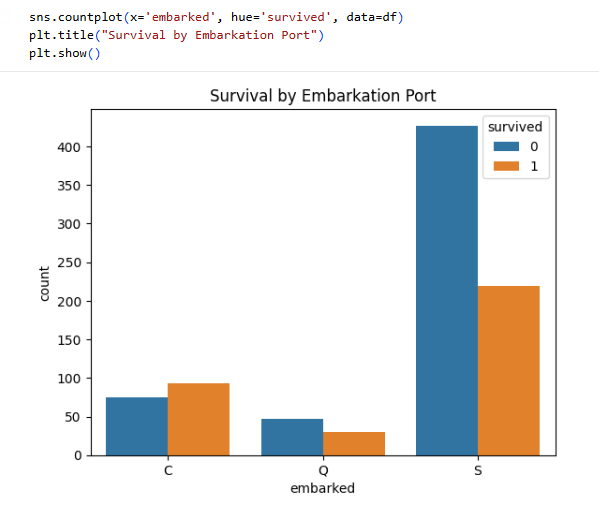 sns.countplot(x='embarked', hue='survived', data=df)
plt.title("Survival by Embarkation Port")
plt.show()
Survival by Embarkation Port
survived
0
1
400
350
300
250
200
150
100
50
0
count
C Q S
embarked